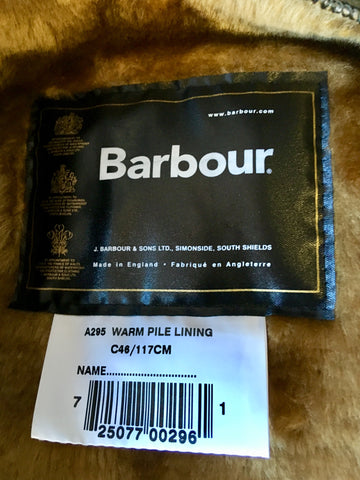 www.barbour.com
Barbour®
J. BARBOUR & SONS LTD., SIMONSIDE, SOUTH SHIELDS
Made in England • Fabriqué en Angleterre
A295 WARM PILE LINING
C46/117CM
NAME..............................
7 25077 00296 1